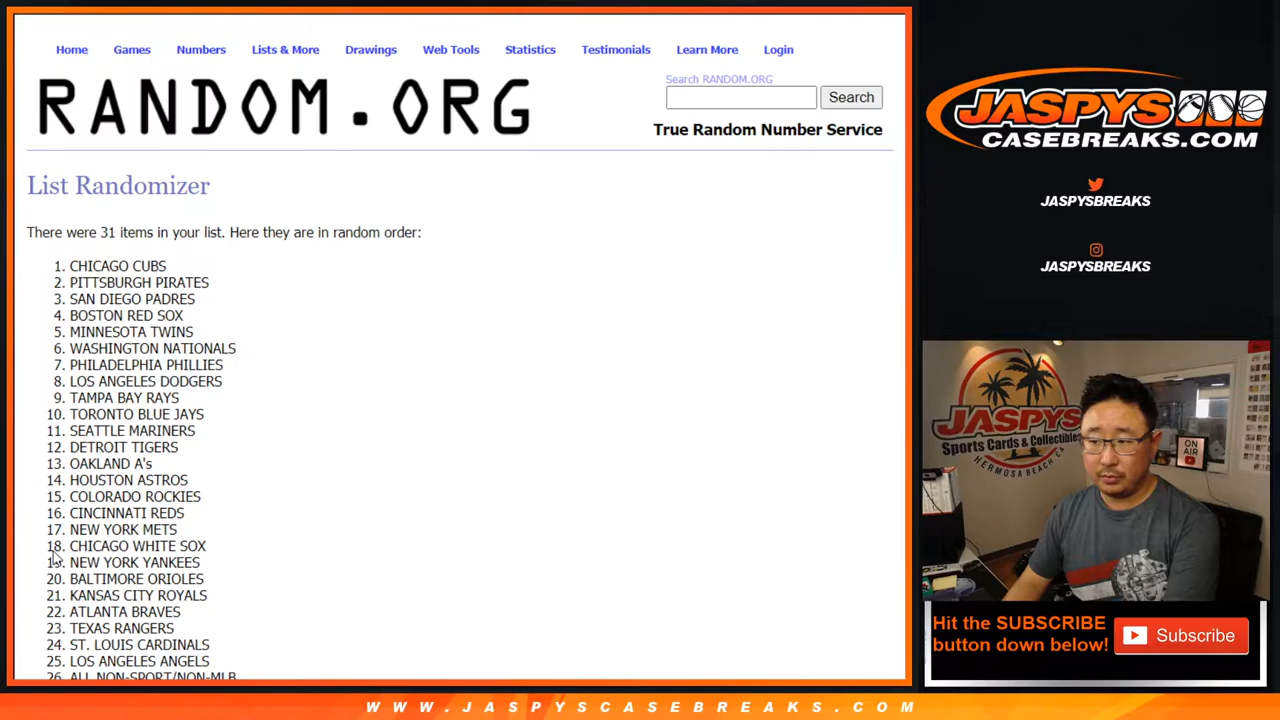 Home Games Numbers Lists & More Drawings Web Tools Statistics Testimonials Learn More Login
RANDOM.ORG
Search RANDOM.ORG
Search
True Random Number Service
List Randomizer
There were 31 items in your list. Here they are in random order:
1. CHICAGO CUBS
2. PITTSBURGH PIRATES
3. SAN DIEGO PADRES
4. BOSTON RED SOX
5. MINNESOTA TWINS
6. WASHINGTON NATIONALS
7. PHILADELPHIA PHILLIES
8. LOS ANGELES DODGERS
9. TAMPA BAY RAYS
10. TORONTO BLUE JAYS
11. SEATTLE MARINERS
12. DETROIT TIGERS
13. OAKLAND A's
14. HOUSTON ASTROS
15. COLORADO ROCKIES
16. CINCINNATI REDS
17. NEW YORK METS
18. CHICAGO WHITE SOX
19. NEW YORK YANKEES
20. BALTIMORE ORIOLES
21. KANSAS CITY ROYALS
22. ATLANTA BRAVES
23. TEXAS RANGERS
24. ST. LOUIS CARDINALS
25. LOS ANGELES ANGELS
26. ALL NON-SPORT/NON-MLB
JASPYS
CASEBREAKS.COM
JASPYSBREAKS
JASPYSBREAKS
JASPYS
Sports Cards & Collectibles
HERMOSA BEACH, CA
ON AIR
Hit the SUBSCRIBE
button down below!
Subscribe
WWW.JASPYSCASEBREAKS.COM